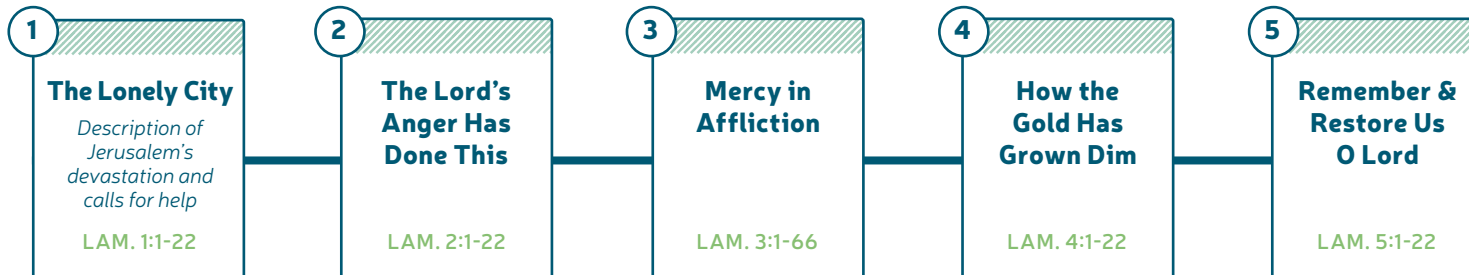 1
The Lonely City
Description of
Jerusalem's
devastation and
calls for help
LAM. 1:1-22
2
The Lord's
Anger Has
Done This
LAM. 2:1-22
3
Mercy in
Affliction
LAM. 3:1-66
4
How the
Gold Has
Grown Dim
LAM. 4:1-22
5
Remember &
Restore Us
O Lord
LAM. 5:1-22